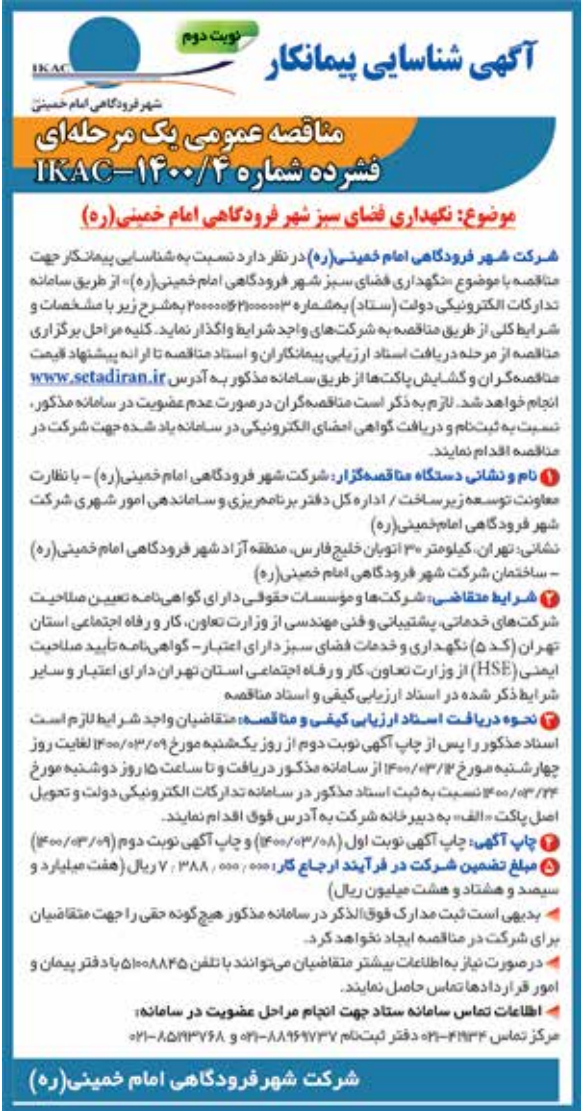 آگهی شناسایی پیمانکار
نوبت دوم
IKAC
شهر فرودگاهی امام خمینی
مناقصه عمومی یک مرحله‌ای
فشرده شماره IKAC-۱۴۰۰/۴
موضوع: نگهداری فضای سبز شهر فرودگاهی امام خمینی(ره)
شرکت شهر فرودگاهی امام خمینی(ره) در نظر دارد نسبت به شناسایی پیمانکار جهت
مناقصه با موضوع «نگهداری فضای سبز شهر فرودگاهی امام خمینی(ره)» از طریق سامانه
تدارکات الکترونیکی دولت (ستاد) به‌شماره ۲۰۰۰۰۰۱۶۲۱۰۰۰۰۰۳ به‌شرح زیر با مشخصات و
شرایط کلی از طریق مناقصه به شرکت‌های واجد شرایط واگذار نماید. کلیه مراحل برگزاری
مناقصه از مرحله دریافت اسناد ارزیابی پیمانکاران و اسناد مناقصه تا ارائه پیشنهاد قیمت
مناقصه‌گران و گشایش پاکت‌ها از طریق سامانه مذکور به آدرس www.setadiran.ir
انجام خواهد شد. لازم به ذکر است مناقصه‌گران درصورت عدم عضویت در سامانه مذکور،
نسبت به ثبت‌نام و دریافت گواهی امضای الکترونیکی در سامانه یاد شده جهت شرکت در
مناقصه اقدام نمایند.
۱ نام و نشانی دستگاه مناقصه‌گزار: شرکت شهر فرودگاهی امام خمینی(ره) - با نظارت
معاونت توسعه زیرساخت / اداره کل دفتر برنامه‌ریزی و ساماندهی امور شهری شرکت
شهر فرودگاهی امام‌خمینی(ره)
نشانی: تهران، کیلومتر ۳۰ اتوبان خلیج‌فارس، منطقه آزاد شهر فرودگاهی امام خمینی(ره)
- ساختمان شرکت شهر فرودگاهی امام خمینی(ره)
۲ شرایط متقاضی: شرکت‌ها و مؤسسات حقوقی دارای گواهی‌نامه تعیین صلاحیت
شرکت‌های خدماتی، پشتیبانی و فنی مهندسی از وزارت تعاون، کار و رفاه اجتماعی استان
تهران (کد ۵) نگهداری و خدمات فضای سبز دارای اعتبار- گواهی‌نامه تأیید صلاحیت
ایمنی (HSE) از وزارت تعاون، کار و رفاه اجتماعی استان تهران دارای اعتبار و سایر
شرایط ذکر شده در اسناد ارزیابی کیفی و اسناد مناقصه
۳ نحوه دریافت اسناد ارزیابی کیفی و مناقصه: متقاضیان واجد شرایط لازم است
اسناد مذکور را پس از چاپ آگهی نوبت دوم از روز یک‌شنبه مورخ ۱۴۰۰/۰۳/۰۹ لغایت روز
چهارشنبه مورخ ۱۴۰۰/۰۳/۱۲ از سامانه مذکور دریافت و تا ساعت ۱۵ روز دوشنبه مورخ
۱۴۰۰/۰۳/۲۴ نسبت به ثبت اسناد مذکور در سامانه تدارکات الکترونیکی دولت و تحویل
اصل پاکت «الف» به دبیرخانه شرکت به آدرس فوق اقدام نمایند.
۴ چاپ آگهی: چاپ آگهی نوبت اول (۱۴۰۰/۰۳/۰۸) و چاپ آگهی نوبت دوم (۱۴۰۰/۰۳/۰۹)
۵ مبلغ تضمین شرکت در فرآیند ارجاع کار: ۷٫۳۸۸٫۰۰۰٫۰۰۰ ریال (هفت میلیارد و
سیصد و هشتاد و هشت میلیون ریال)
بدیهی است ثبت مدارک فوق‌الذکر در سامانه مذکور هیچ‌گونه حقی را جهت متقاضیان
برای شرکت در مناقصه ایجاد نخواهد کرد.
درصورت نیاز به‌اطلاعات بیشتر متقاضیان می‌توانند با تلفن ۵۱۰۰۸۸۴۵ با دفتر پیمان و
امور قراردادها تماس حاصل نمایند.
اطلاعات تماس سامانه ستاد جهت انجام مراحل عضویت در سامانه:
مرکز تماس ۴۱۹۳۴-۰۲۱ دفتر ثبت‌نام ۸۸۹۶۹۷۳۷-۰۲۱ و ۸۵۱۹۳۷۶۸-۰۲۱
شرکت شهر فرودگاهی امام خمینی(ره)